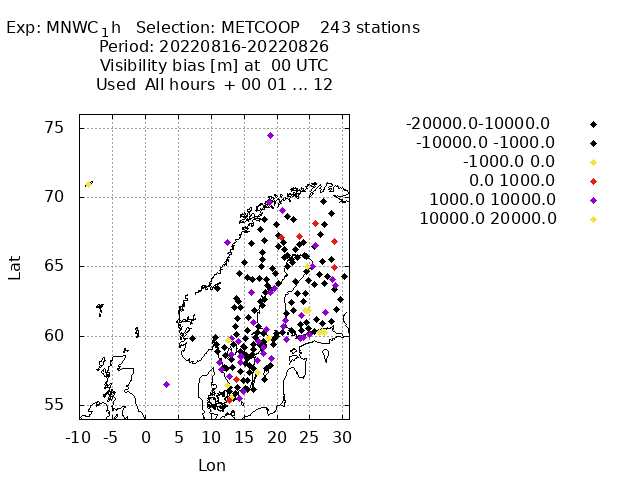 Exp: MNWC1h   Selection: METCOOP    243 stations
Period: 20220816-20220826
Visibility bias [m] at  00 UTC
Used  All hours  + 00 01 ... 12
-20000.0-10000.0
-10000.0 -1000.0
-1000.0 0.0
0.0 1000.0
1000.0 10000.0
10000.0 20000.0
75
70
65
60
55
Lat
-10 -5 0 5 10 15 20 25 30
Lon